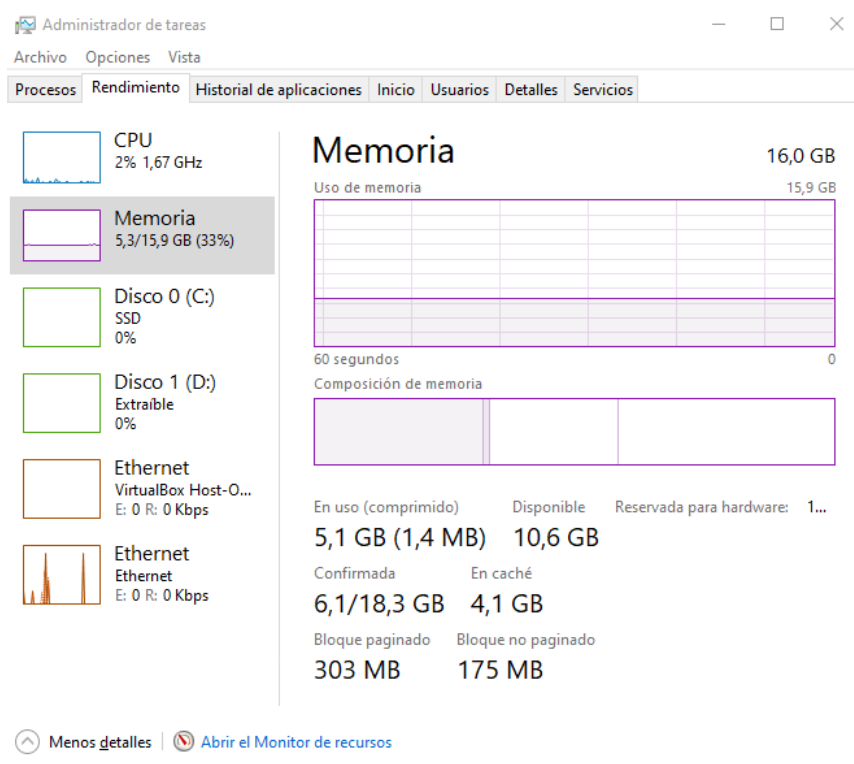 Administrador de tareas
Archivo Opciones Vista
Procesos Rendimiento Historial de aplicaciones Inicio Usuarios Detalles Servicios
CPU
2% 1,67 GHz
Memoria
5,3/15,9 GB (33%)
Disco 0 (C:)
SSD
0%
Disco 1 (D:)
Extraíble
0%
Ethernet
VirtualBox Host-O...
E: 0 R: 0 Kbps
Ethernet
Ethernet
E: 0 R: 0 Kbps
Memoria 16,0 GB
Uso de memoria 15,9 GB
60 segundos 0
Composición de memoria
En uso (comprimido) Disponible Reservada para hardware: 1...
5,1 GB (1,4 MB) 10,6 GB
Confirmada En caché
6,1/18,3 GB 4,1 GB
Bloque paginado Bloque no paginado
303 MB 175 MB
Menos detalles Abrir el Monitor de recursos